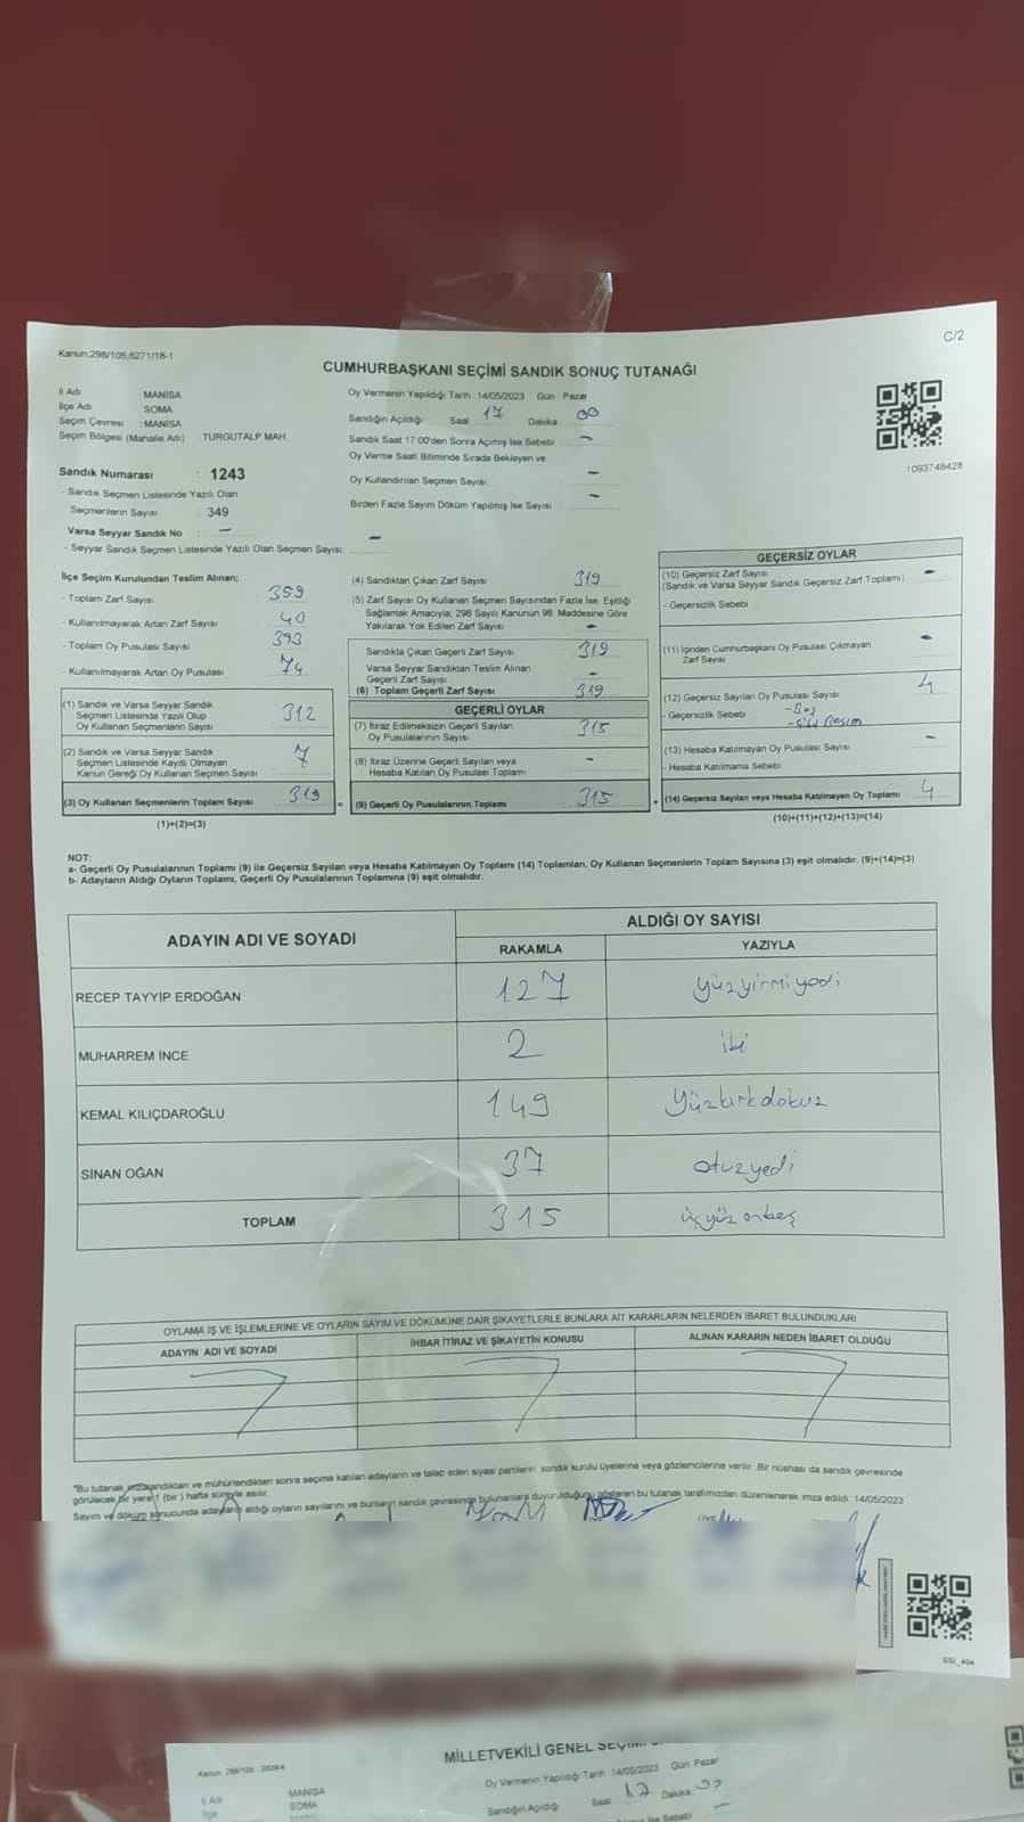 C/2
Kanun:298/105,6271/18-1
CUMHURBAŞKANI SEÇİMİ SANDIK SONUÇ TUTANAĞI
İl Adı MANİSA
İlçe Adı SOMA
Seçim Çevresi : MANİSA
Seçim Bölgesi (Mahalle Adı) TURGUTALP MAH.
Sandık Numarası : 1243
- Sandık Seçmen Listesinde Yazılı Olan
Seçmenlerin Sayısı : 349
Varsa Seyyar Sandık No : -
- Seyyar Sandık Seçmen Listesinde Yazılı Olan Seçmen Sayısı: -
Oy Vermenin Yapıldığı Tarih :14/05/2023 Gün : Pazar
Sandığın Açıldığı Saat 17 Dakika 00
Sandık Saat 17:00'den Sonra Açılmış İse Sebebi -
Oy Verme Saati Bitiminde Sırada Bekleyen ve
Oy Kullandırılan Seçmen Sayısı -
Birden Fazla Sayım Döküm Yapılmış İse Sayısı -
1093748428
İlçe Seçim Kurulundan Teslim Alınan;
- Toplam Zarf Sayısı 359
- Kullanılmayarak Artan Zarf Sayısı 40
- Toplam Oy Pusulası Sayısı 393
- Kullanılmayarak Artan Oy Pusulası 74
(1) Sandık ve Varsa Seyyar Sandık
Seçmen Listesinde Yazılı Olup
Oy Kullanan Seçmenlerin Sayısı 312
(2) Sandık ve Varsa Seyyar Sandık
Seçmen Listesinde Kayıtlı Olmayan
Kanun Gereği Oy Kullanan Seçmen Sayısı 7
(3) Oy Kullanan Seçmenlerin Toplam Sayısı 319
(1)+(2)=(3)
(4) Sandıktan Çıkan Zarf Sayısı 319
(5) Zarf Sayısı Oy Kullanan Seçmen Sayısından Fazla İse, Eşitliği
Sağlamak Amacıyla; 298 Sayılı Kanunun 98. Maddesine Göre
Yakılarak Yok Edilen Zarf Sayısı -
Sandıkta Çıkan Geçerli Zarf Sayısı 319
Varsa Seyyar Sandıktan Teslim Alınan
Geçerli Zarf Sayısı -
(6) Toplam Geçerli Zarf Sayısı 319
GEÇERLİ OYLAR
(7) İtiraz Edilmeksizin Geçerli Sayılan
Oy Pusulalarının Sayısı 315
(8) İtiraz Üzerine Geçerli Sayılan veya
Hesaba Katılan Oy Pusulası Toplamı -
(9) Geçerli Oy Pusulalarının Toplamı 315
GEÇERSİZ OYLAR
(10) Geçersiz Zarf Sayısı -
(Sandık ve Varsa Seyyar Sandık Geçersiz Zarf Toplamı)
- Geçersizlik Sebebi
(11) İçinden Cumhurbaşkanı Oy Pusulası Çıkmayan
Zarf Sayısı -
(12) Geçersiz Sayılan Oy Pusulası Sayısı 4
- Geçersizlik Sebebi
(13) Hesaba Katılmayan Oy Pusulası Sayısı -
- Hesaba Katılmama Sebebi
(14) Geçersiz Sayılan veya Hesaba Katılmayan Oy Toplamı 4
(10)+(11)+(12)+(13)=(14)
NOT:
a- Geçerli Oy Pusulalarının Toplamı (9) ile Geçersiz Sayılan veya Hesaba Katılmayan Oy Toplamı (14) Toplamları, Oy Kullanan Seçmenlerin Toplam Sayısına (3) eşit olmalıdır. (9)+(14)=(3)
b- Adayların Aldığı Oyların Toplamı, Geçerli Oy Pusulalarının Toplamına (9) eşit olmalıdır.
ADAYIN ADI VE SOYADI
ALDIĞI OY SAYISI
RAKAMLA YAZIYLA
RECEP TAYYİP ERDOĞAN 127 yüzyirmiyedi
MUHARREM İNCE 2 iki
KEMAL KILIÇDAROĞLU 149 yüzkırkdokuz
SİNAN OĞAN 37 otuzyedi
TOPLAM 315 üçyüz onbeş
OYLAMA İŞ VE İŞLEMLERİNE VE OYLARIN SAYIM VE DÖKÜMÜNE DAİR ŞİKAYETLERLE BUNLARA AİT KARARLARIN NELERDEN İBARET BULUNDUKLARI
ADAYIN ADI VE SOYADI İHBAR İTİRAZ VE ŞİKAYETİN KONUSU ALINAN KARARIN NEDEN İBARET OLDUĞU
"Bu tutanak imzalandıktan ve mühürlendikten sonra seçime katılan adayların ve talep eden siyasi partilerin sandık kurulu üyelerine veya gözlemcilerine verilir. Bir nüshası da sandık çevresinde
görülecek bir yere 1 (bir) hafta süreyle asılır.
Sayım ve döküm sonucunda adayların aldığı oyların sayılarını ve bunların sandık çevresinde bulunanlara duyurulduğunu gösteren bu tutanak tarafımızdan düzenlenerek imza edildi. 14/05/2023
MİLLETVEKİLİ GENEL
Oy Vermenin Yapıldığı Tarih :14/05/2023 Gün Pazar
İl Adı MANİSA
SOMA
Sandığın Açıldığı Saat 17 Dakika